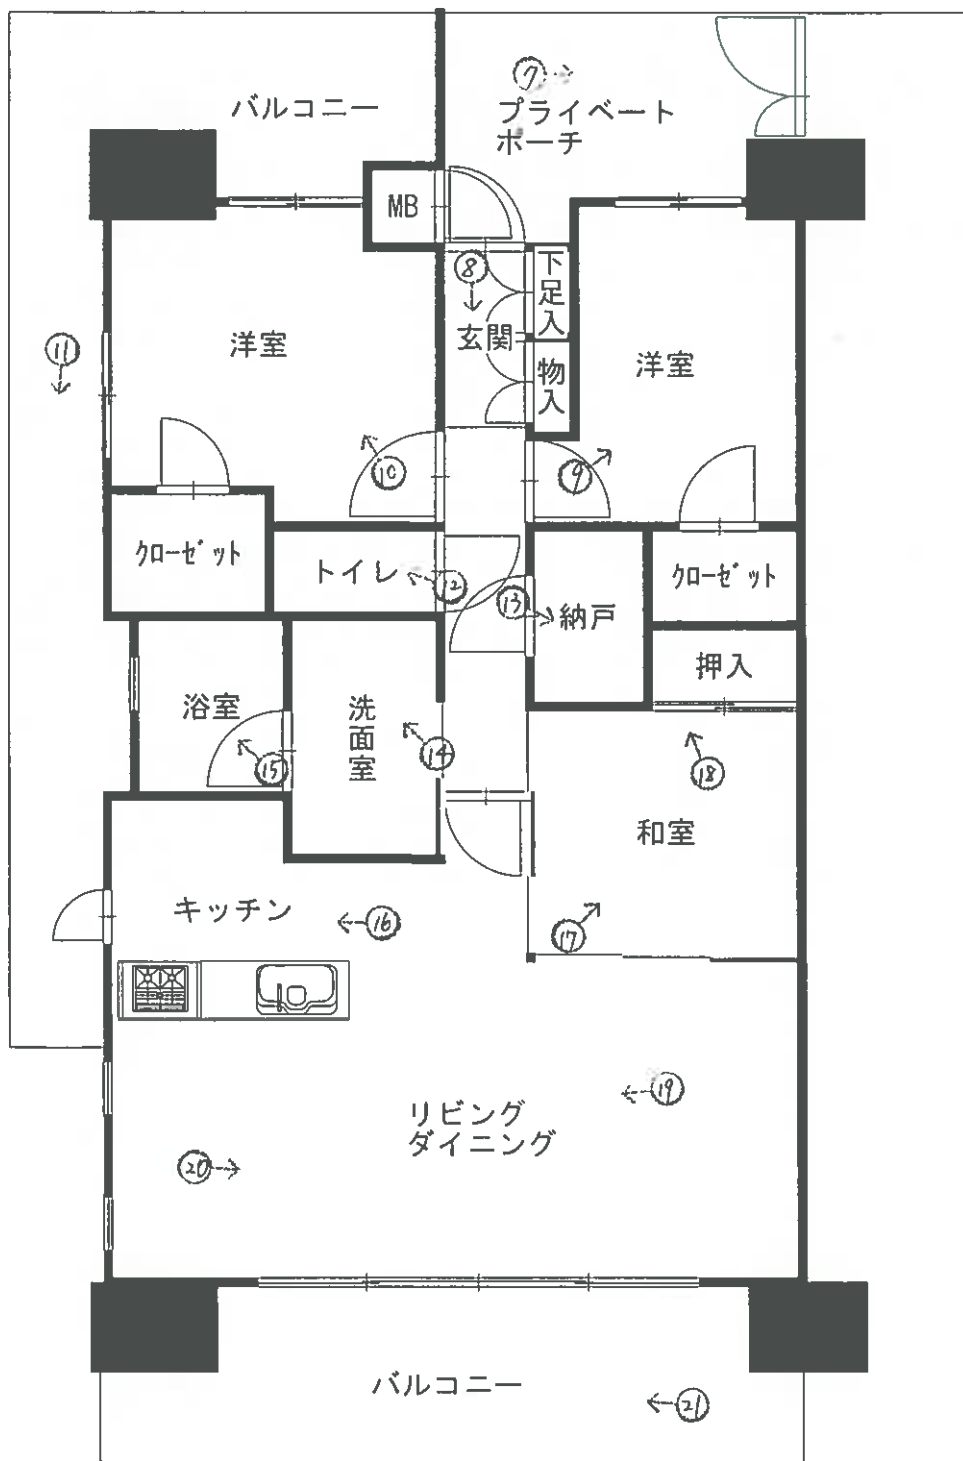 ⑦
バルコニー
プライベート
ポーチ
MB
⑧
下足入
玄関
⑪
洋室
物入
洋室
⑩
⑨
クローゼット
トイレ
⑫
⑬
納戸
クローゼット
押入
浴室
洗面室
⑭
⑮
⑱
和室
キッチン
⑯
⑰
⑲
リビング
ダイニング
⑳
バルコニー
㉑